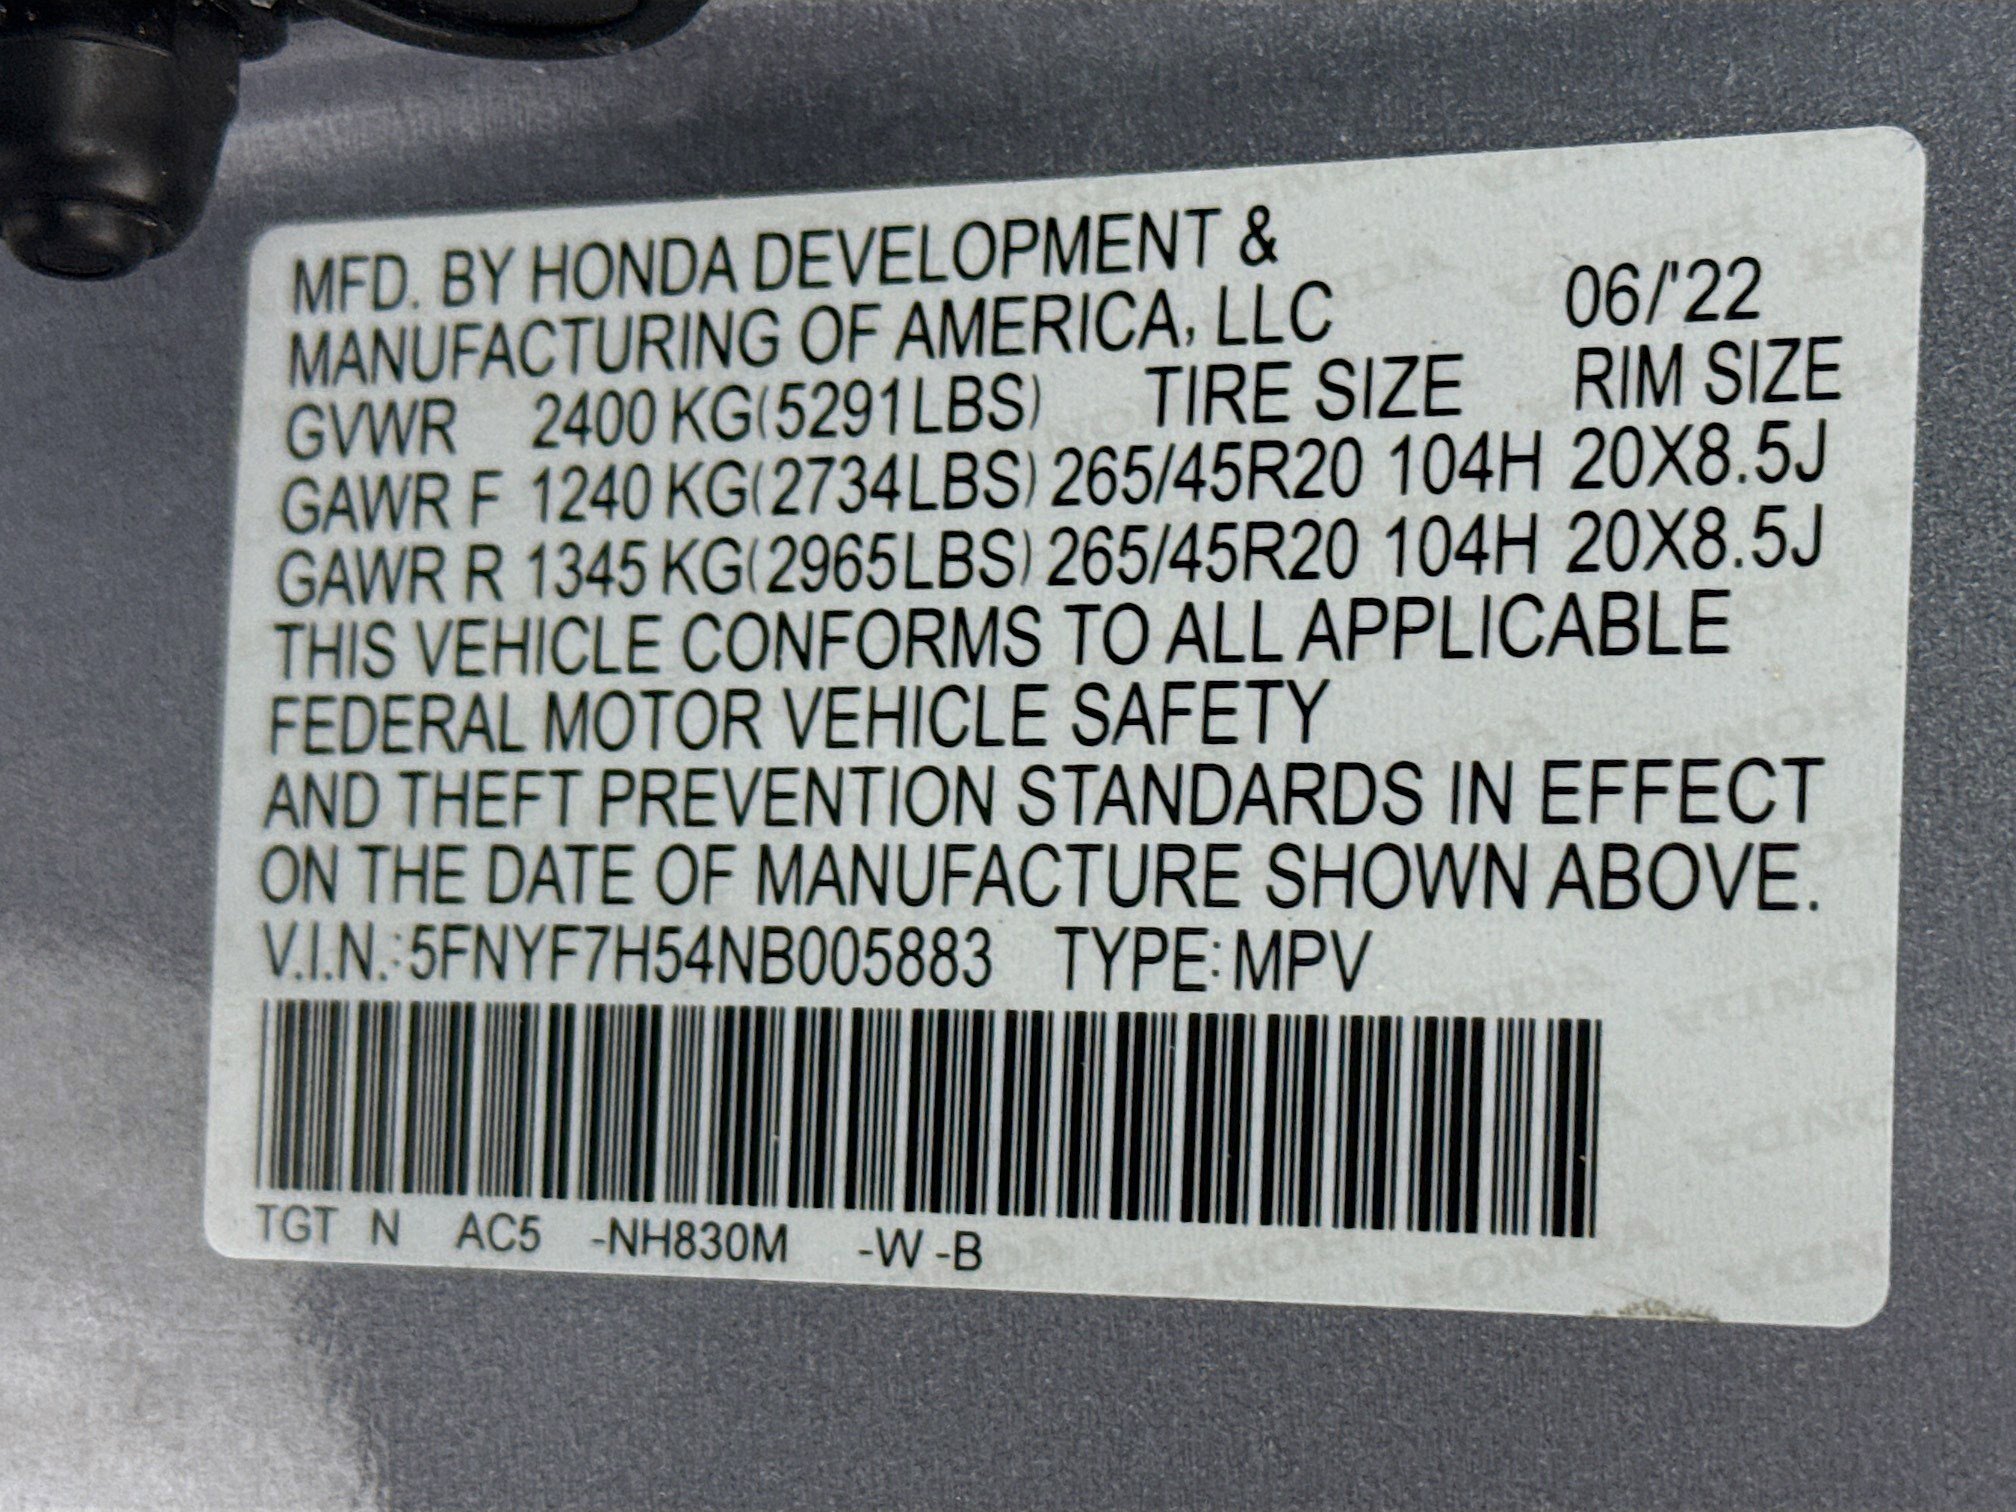 MFD. BY HONDA DEVELOPMENT &
MANUFACTURING OF AMERICA, LLC 06/'22
GVWR 2400 KG(5291LBS) TIRE SIZE RIM SIZE
GAWR F 1240 KG(2734LBS) 265/45R20 104H 20X8.5J
GAWR R 1345 KG(2965LBS) 265/45R20 104H 20X8.5J
THIS VEHICLE CONFORMS TO ALL APPLICABLE
FEDERAL MOTOR VEHICLE SAFETY
AND THEFT PREVENTION STANDARDS IN EFFECT
ON THE DATE OF MANUFACTURE SHOWN ABOVE.
V.I.N.: 5FNYF7H54NB005883 TYPE: MPV
TGT N AC5 -NH830M -W -B